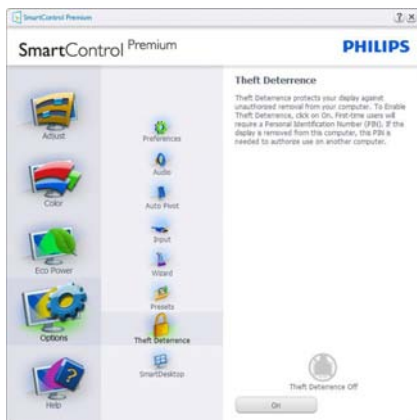 SmartControl Premium
SmartControl Premium
PHILIPS
Adjust
Color
Eco Power
Options
Help
Preferences
Audio
Auto Pivot
Input
Wizard
Presets
Theft Deterrence
SmartDesktop
Theft Deterrence
Theft Deterrence protects your display against
unauthorized removal from your computer. To Enable
Theft Deterrence, click on On. First-time users will
require a Personal Identification Number (PIN). If the
display is removed from this computer, this PIN is
needed to authorize use on another computer.
Theft Deterrence Off
On